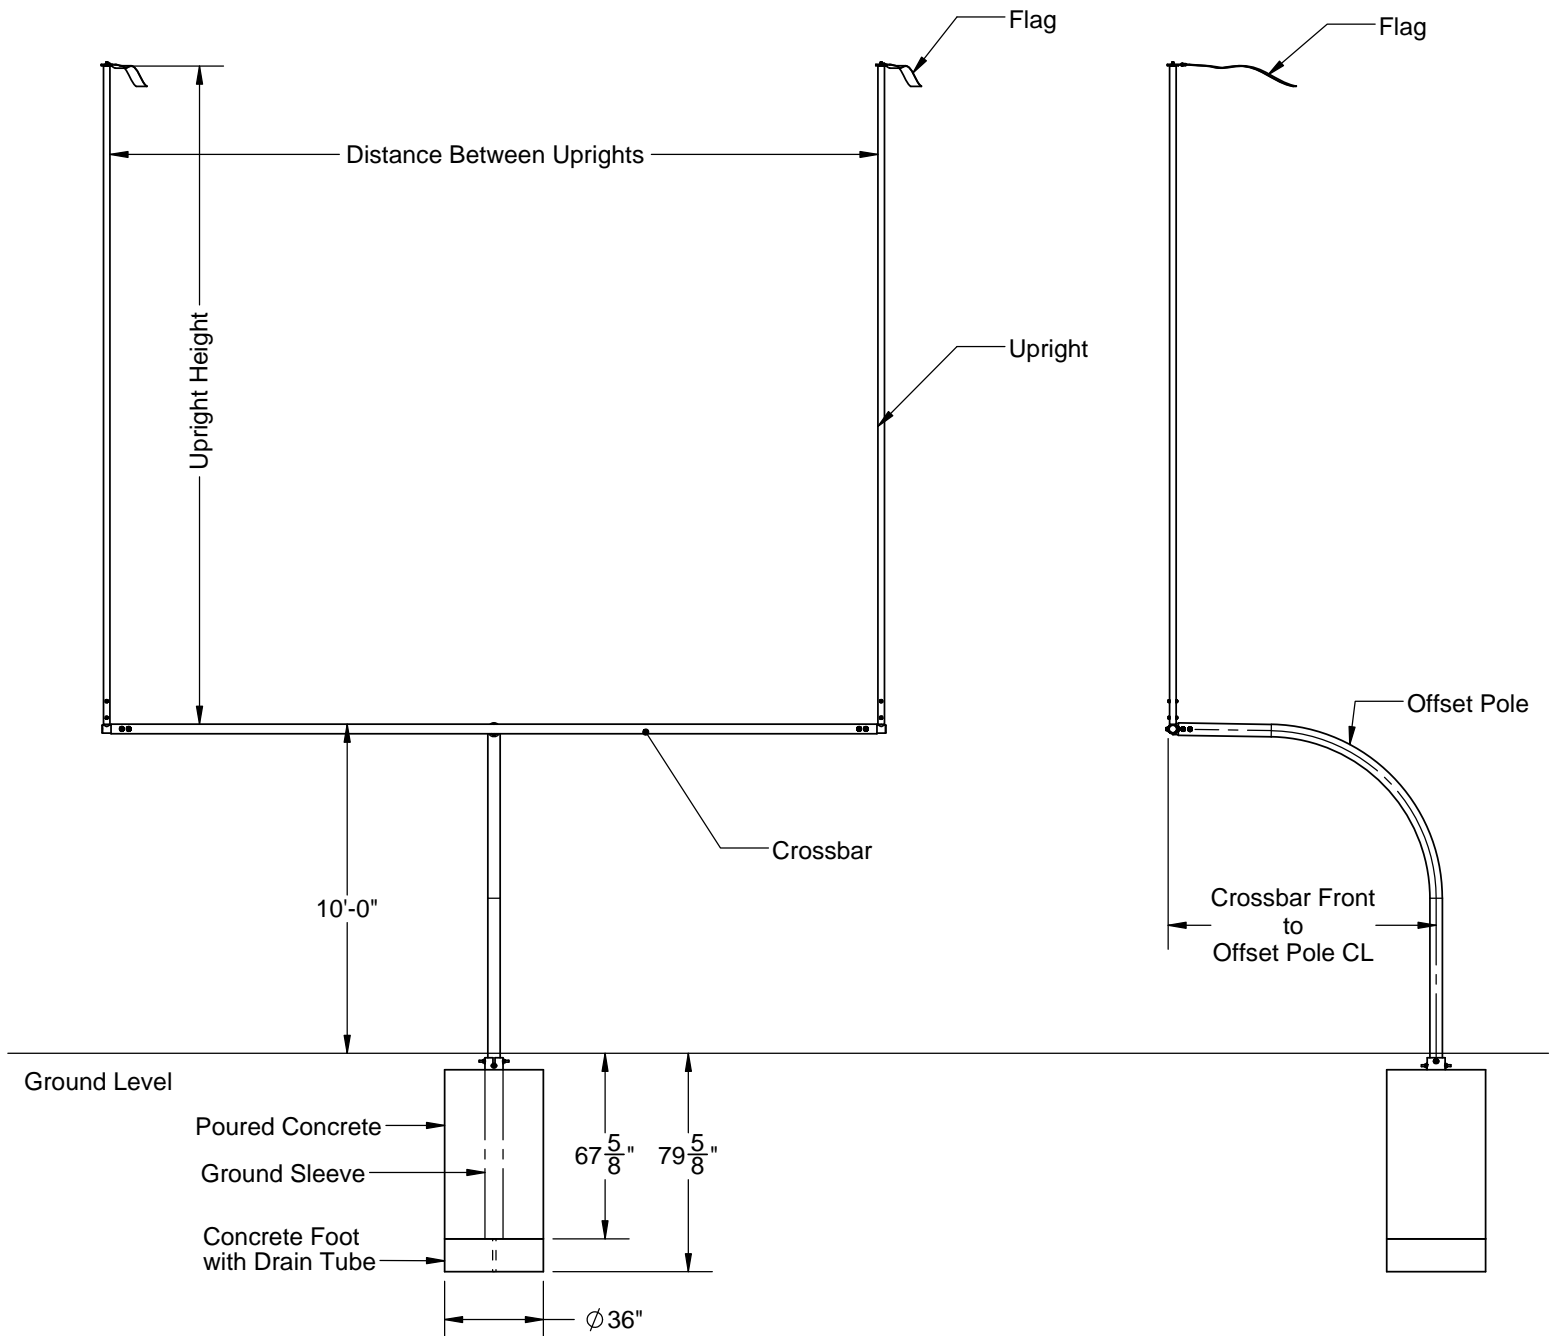 Flag
Flag
Distance Between Uprights
Upright Height
Upright
Offset Pole
Crossbar
10'-0"
Crossbar Front
to
Offset Pole CL
Ground Level
Poured Concrete
67 5/8"
79 5/8"
Ground Sleeve
Concrete Foot
with Drain Tube
∅36"